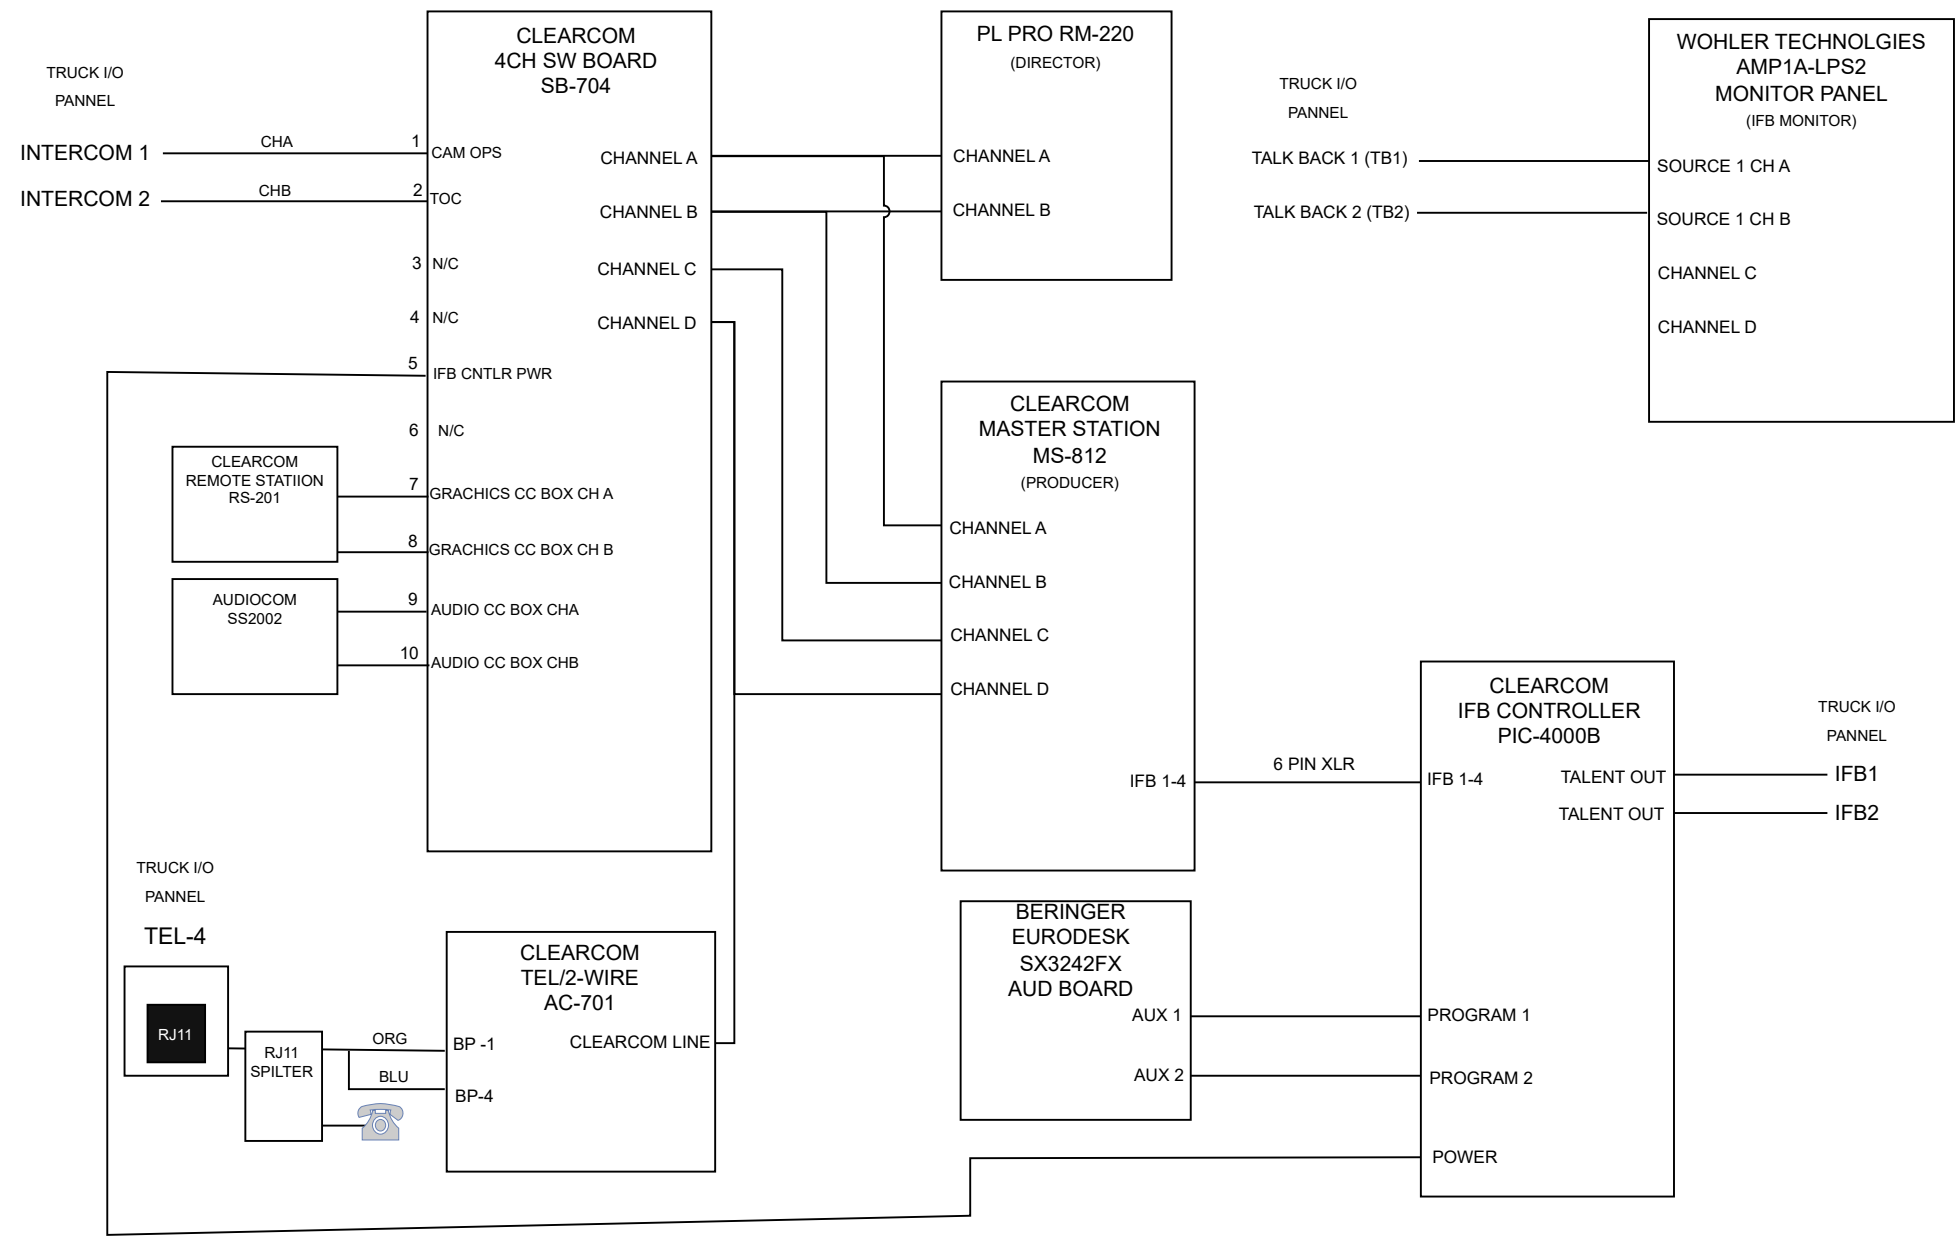 CLEARCOM
4CH SW BOARD
SB-704
TRUCK I/O
PANNEL
INTERCOM 1
CHA
1
CAM OPS
INTERCOM 2
CHB
2
TOC
3
N/C
4
N/C
5
IFB CNTLR PWR
6
N/C
7
GRACHICS CC BOX CH A
8
GRACHICS CC BOX CH B
9
AUDIO CC BOX CHA
10
AUDIO CC BOX CHB
CHANNEL A
CHANNEL B
CHANNEL C
CHANNEL D
CLEARCOM
REMOTE STATIION
RS-201
AUDIOCOM
SS2002
PL PRO RM-220
(DIRECTOR)
CHANNEL A
CHANNEL B
TRUCK I/O
PANNEL
TALK BACK 1 (TB1)
TALK BACK 2 (TB2)
WOHLER TECHNOLGIES
AMP1A-LPS2
MONITOR PANEL
(IFB MONITOR)
SOURCE 1 CH A
SOURCE 1 CH B
CHANNEL C
CHANNEL D
CLEARCOM
MASTER STATION
MS-812
(PRODUCER)
CHANNEL A
CHANNEL B
CHANNEL C
CHANNEL D
IFB 1-4
6 PIN XLR
CLEARCOM
IFB CONTROLLER
PIC-4000B
IFB 1-4
TALENT OUT
TALENT OUT
PROGRAM 1
PROGRAM 2
POWER
TRUCK I/O
PANNEL
IFB1
IFB2
TRUCK I/O
PANNEL
TEL-4
RJ11
RJ11
SPILTER
ORG
BLU
CLEARCOM
TEL/2-WIRE
AC-701
BP -1
BP-4
CLEARCOM LINE
BERINGER
EURODESK
SX3242FX
AUD BOARD
AUX 1
AUX 2